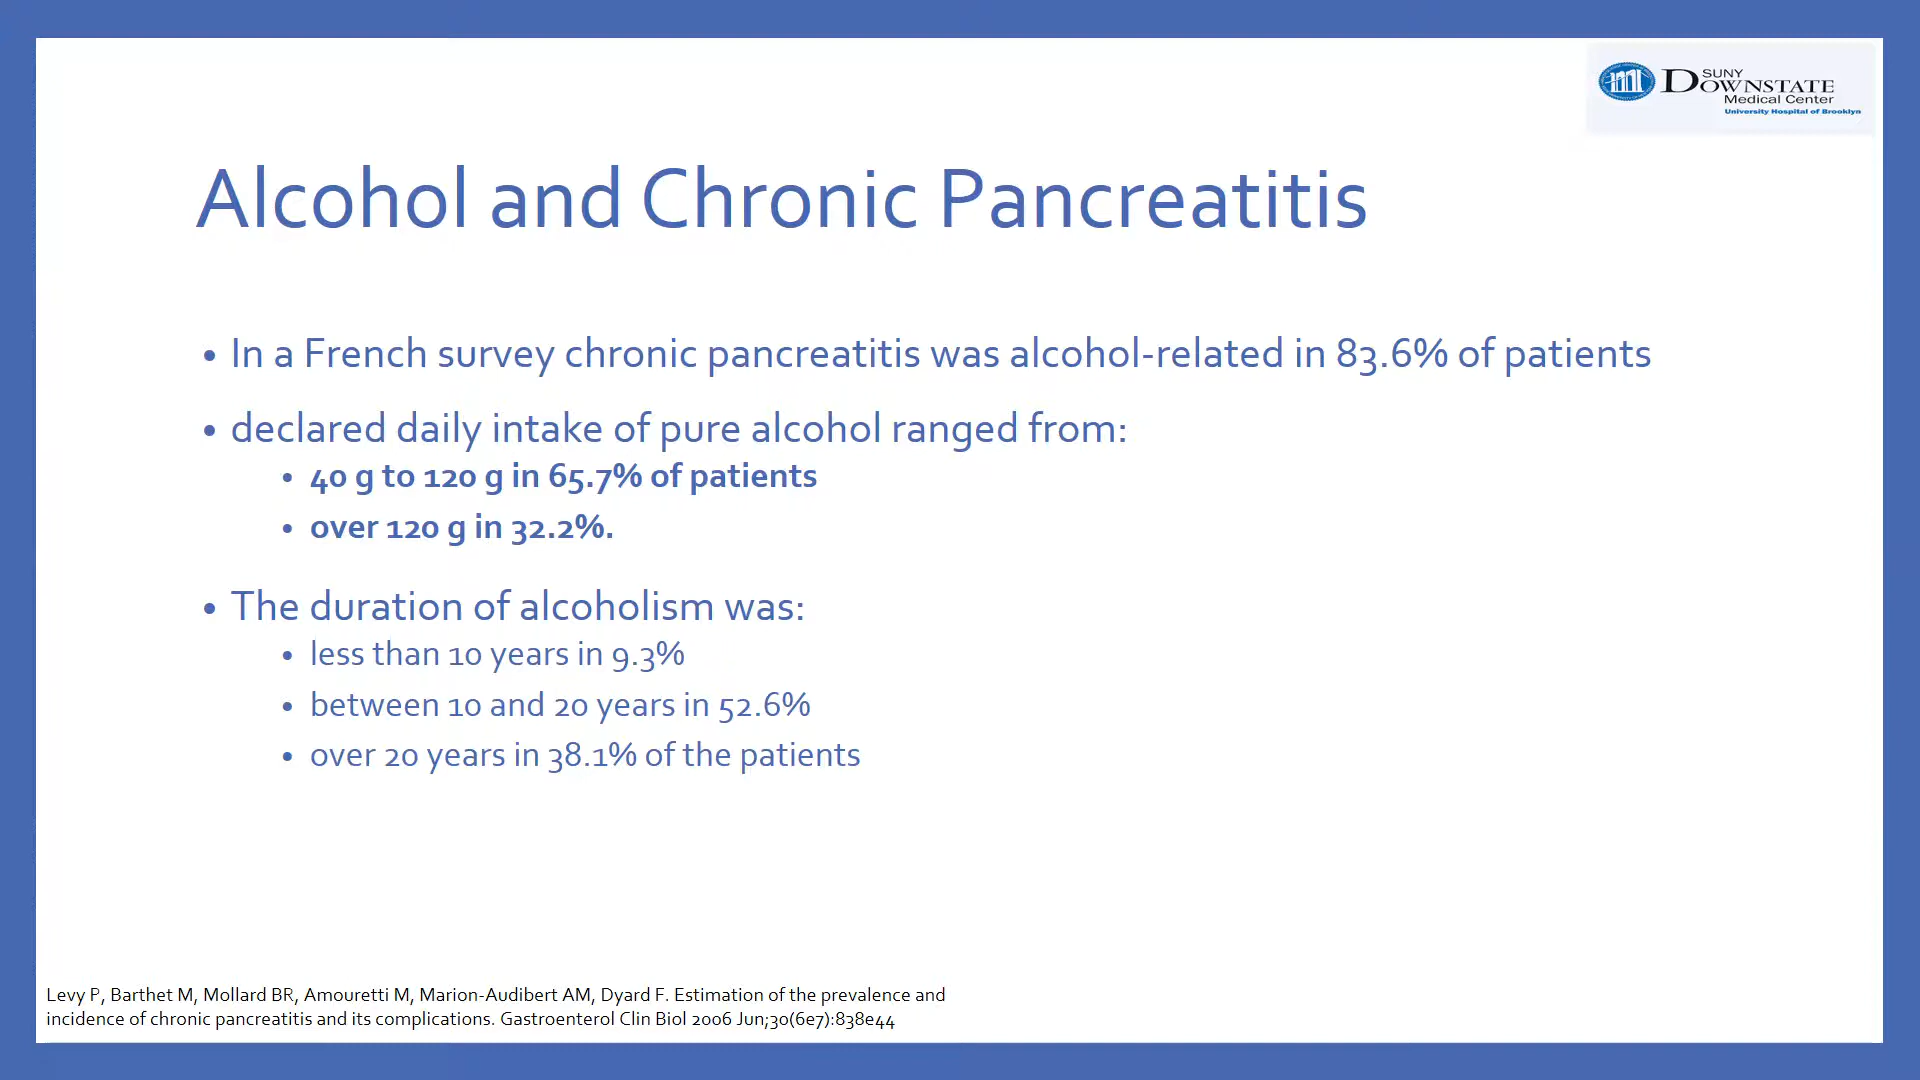 SUNY
DOWNSTATE
Medical Center
University Hospital of Brooklyn
Alcohol and Chronic Pancreatitis
• In a French survey chronic pancreatitis was alcohol-related in 83.6% of patients
• declared daily intake of pure alcohol ranged from:
• 40 g to 120 g in 65.7% of patients
• over 120 g in 32.2%.
• The duration of alcoholism was:
• less than 10 years in 9.3%
• between 10 and 20 years in 52.6%
• over 20 years in 38.1% of the patients
Levy P, Barthet M, Mollard BR, Amouretti M, Marion-Audibert AM, Dyard F. Estimation of the prevalence and
incidence of chronic pancreatitis and its complications. Gastroenterol Clin Biol 2006 Jun;30(6e7):838e44